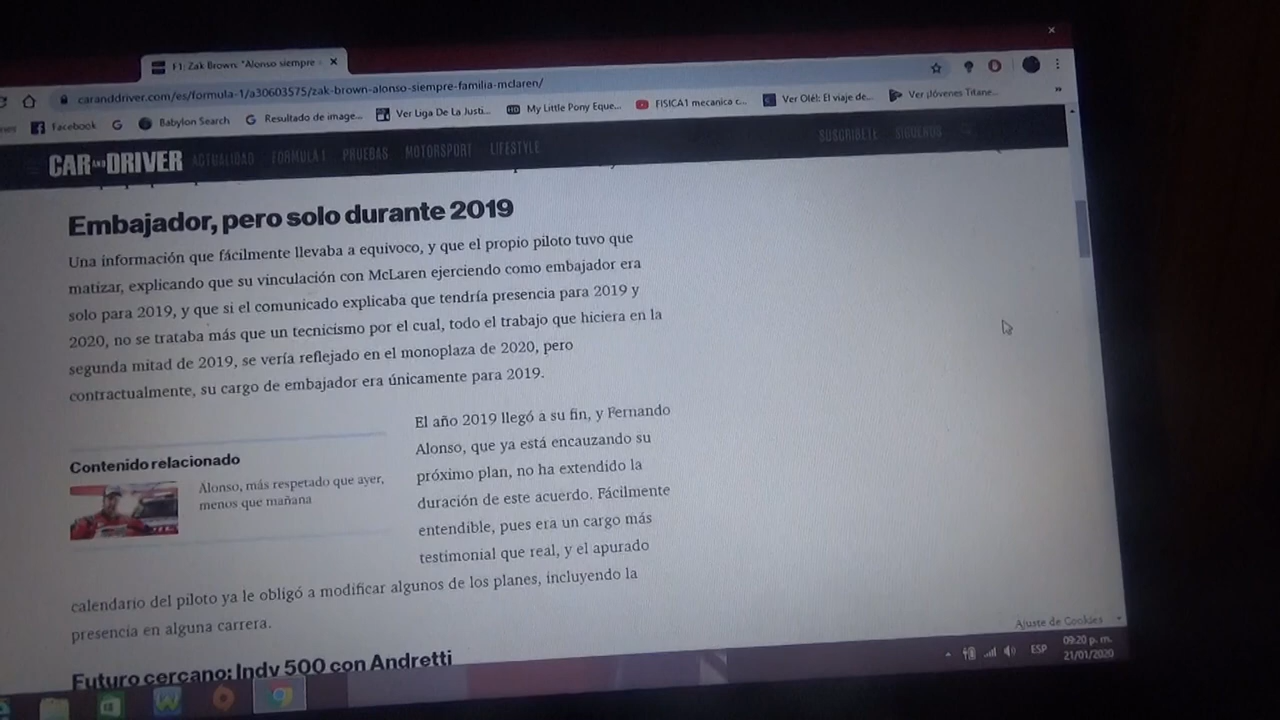 F1: Zak Brown: "Alonso siempre
caranddriver.com/es/formula-1/a30603575/zak-brown-alonso-siempre-familia-mclaren/
Facebook
Babylon Search
Resultado de image...
Ver Liga De La Justi...
My Little Pony Eque...
FISICA1 mecanica c...
Ver Olé!: El viaje de...
Ver ¡Jóvenes Titane...
CAR AND DRIVER
ACTUALIDAD FÓRMULA 1 PRUEBAS MOTORSPORT LIFESTYLE
SUSCRÍBETE SÍGUENOS
Embajador, pero solo durante 2019
Una información que fácilmente llevaba a equivoco, y que el propio piloto tuvo que
matizar, explicando que su vinculación con McLaren ejerciendo como embajador era
solo para 2019, y que si el comunicado explicaba que tendría presencia para 2019 y
2020, no se trataba más que un tecnicismo por el cual, todo el trabajo que hiciera en la
segunda mitad de 2019, se vería reflejado en el monoplaza de 2020, pero
contractualmente, su cargo de embajador era únicamente para 2019.
Contenido relacionado
Alonso, más respetado que ayer,
menos que mañana
El año 2019 llegó a su fin, y Fernando
Alonso, que ya está encauzando su
próximo plan, no ha extendido la
duración de este acuerdo. Fácilmente
entendible, pues era un cargo más
testimonial que real, y el apurado
calendario del piloto ya le obligó a modificar algunos de los planes, incluyendo la
presencia en alguna carrera.
Futuro cercano: Indy 500 con Andretti
Ajuste de Cookies
ESP
09:20 p. m.
21/01/2020